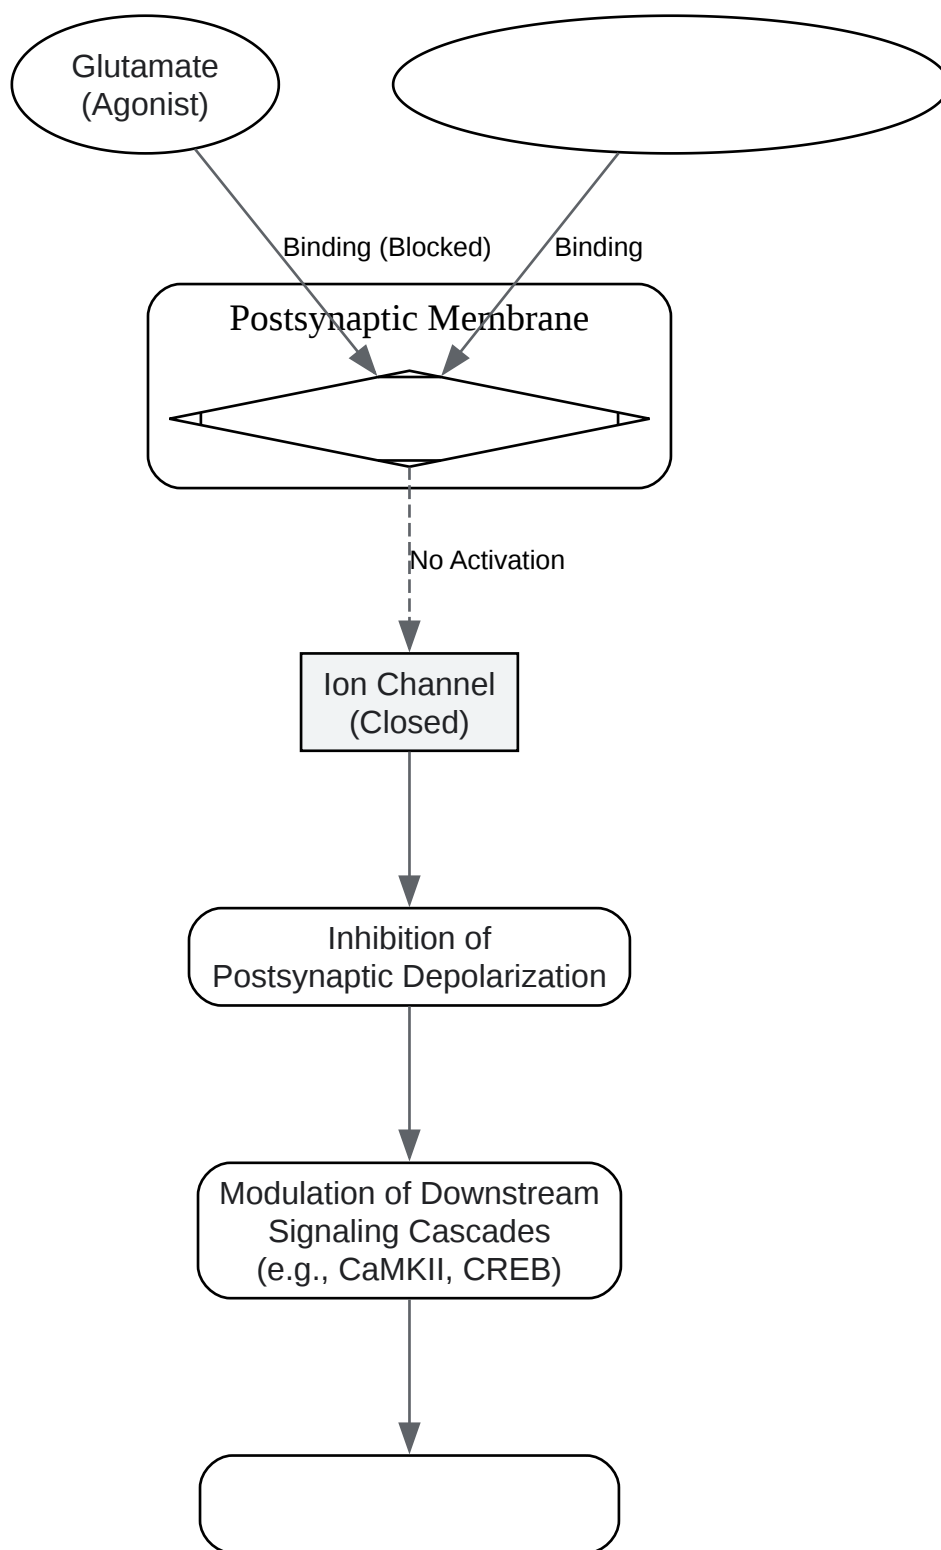 Glutamate
(Agonist)
Binding (Blocked)
Binding
Postsynaptic Membrane
No Activation
Ion Channel
(Closed)
Inhibition of
Postsynaptic Depolarization
Modulation of Downstream
Signaling Cascades
(e.g., CaMKII, CREB)